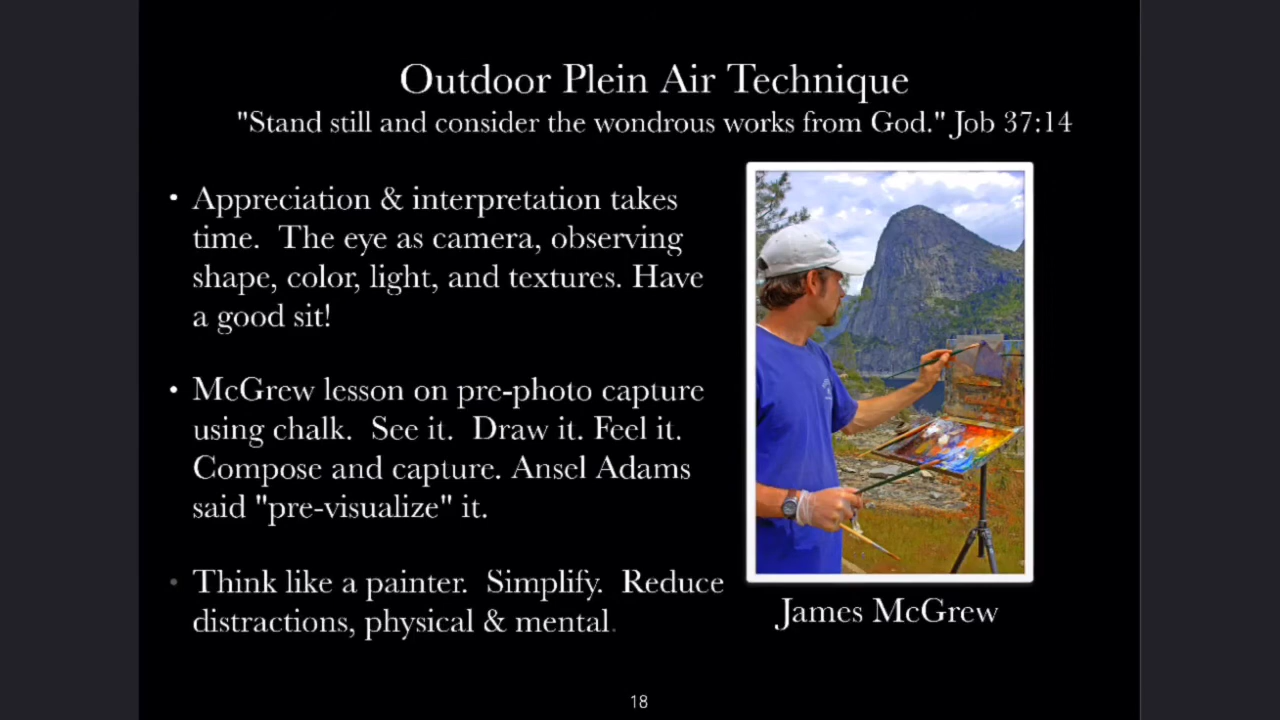 Outdoor Plein Air Technique
"Stand still and consider the wondrous works from God." Job 37:14
• Appreciation & interpretation takes
time.  The eye as camera, observing
shape, color, light, and textures. Have
a good sit!
• McGrew lesson on pre-photo capture
using chalk.  See it.  Draw it. Feel it.
Compose and capture. Ansel Adams
said "pre-visualize" it.
• Think like a painter.  Simplify.  Reduce
distractions, physical & mental.
James McGrew
18